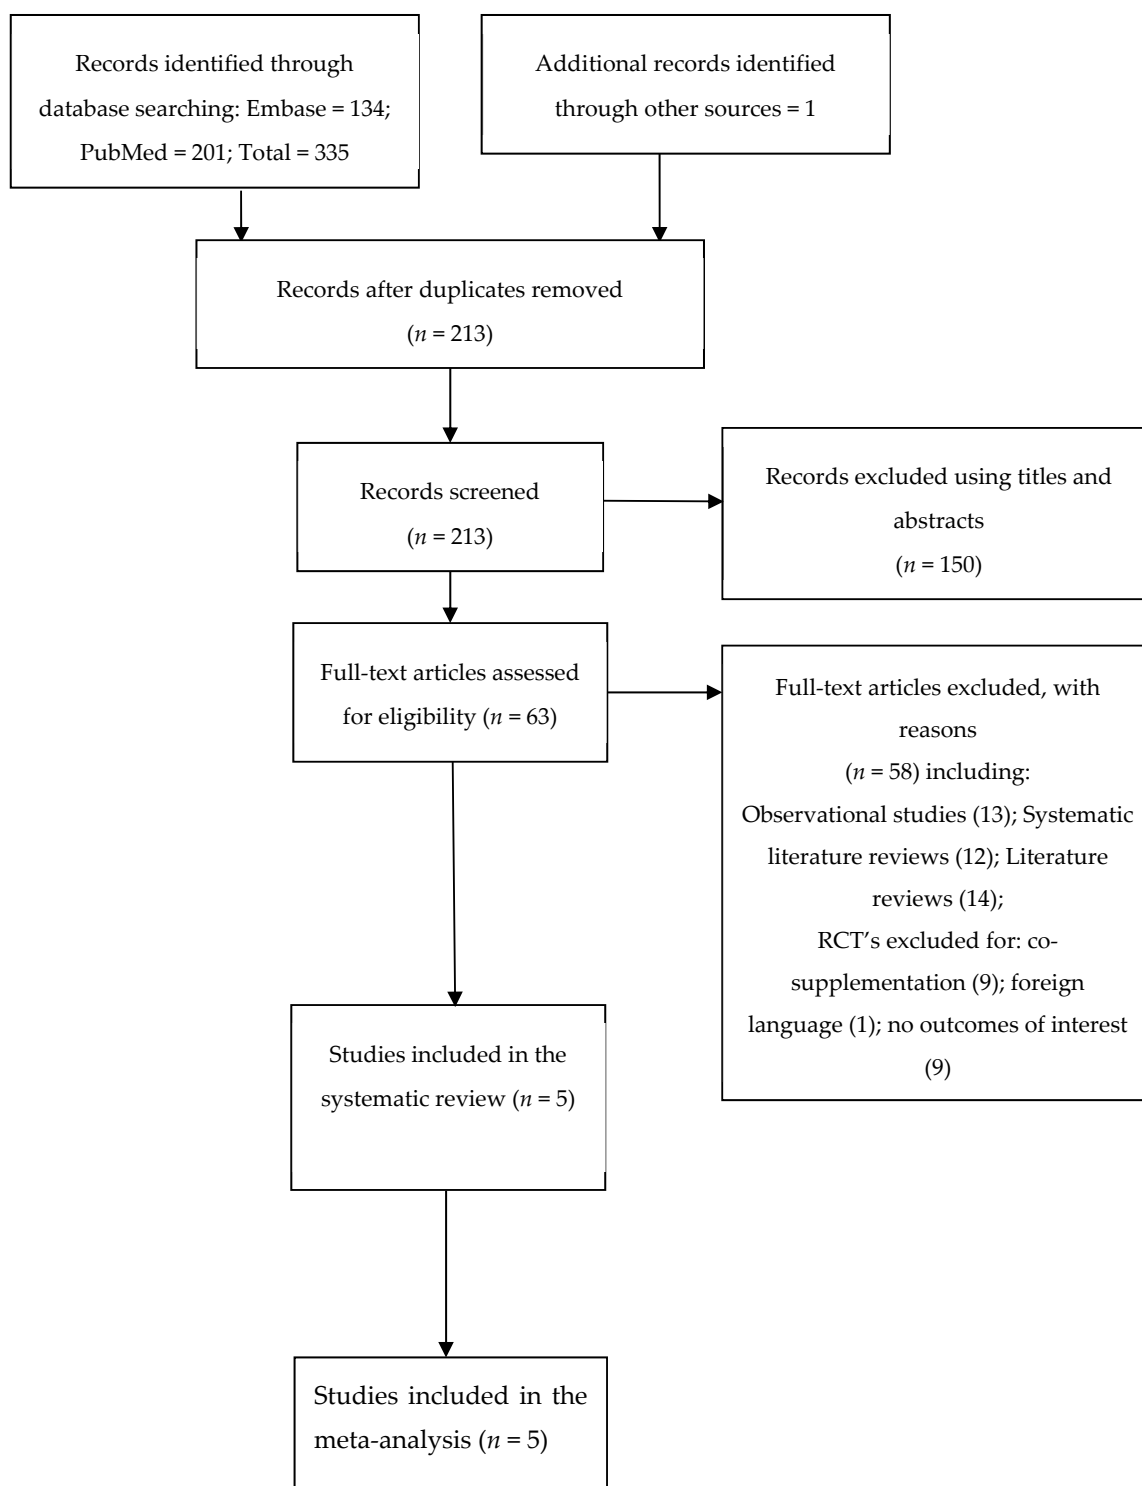 Records identified through
database searching: Embase = 134;
PubMed = 201; Total = 335
Additional records identified
through other sources = 1
Records after duplicates removed
(n = 213)
Records screened
(n = 213)
Records excluded using titles and
abstracts
(n = 150)
Full-text articles assessed
for eligibility (n = 63)
Full-text articles excluded, with
reasons
(n = 58) including:
Observational studies (13); Systematic
literature reviews (12); Literature
reviews (14);
RCT’s excluded for: co-
supplementation (9); foreign
language (1); no outcomes of interest
(9)
Studies included in the
systematic review (n = 5)
Studies included in the
meta-analysis (n = 5)